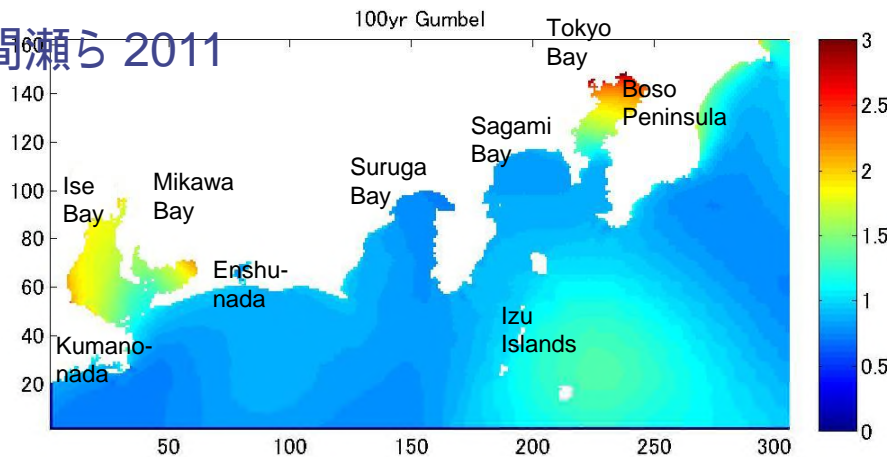 100yr Gumbel
間瀬ら 2011
Tokyo
Bay
Boso
Peninsula
Sagami
Bay
Suruga
Bay
Mikawa
Bay
Ise
Bay
Enshu-
nada
Izu
Islands
Kumano-
nada
160
140
120
100
80
60
40
20
50
100
150
200
250
300
3
2.5
2
1.5
1
0.5
0